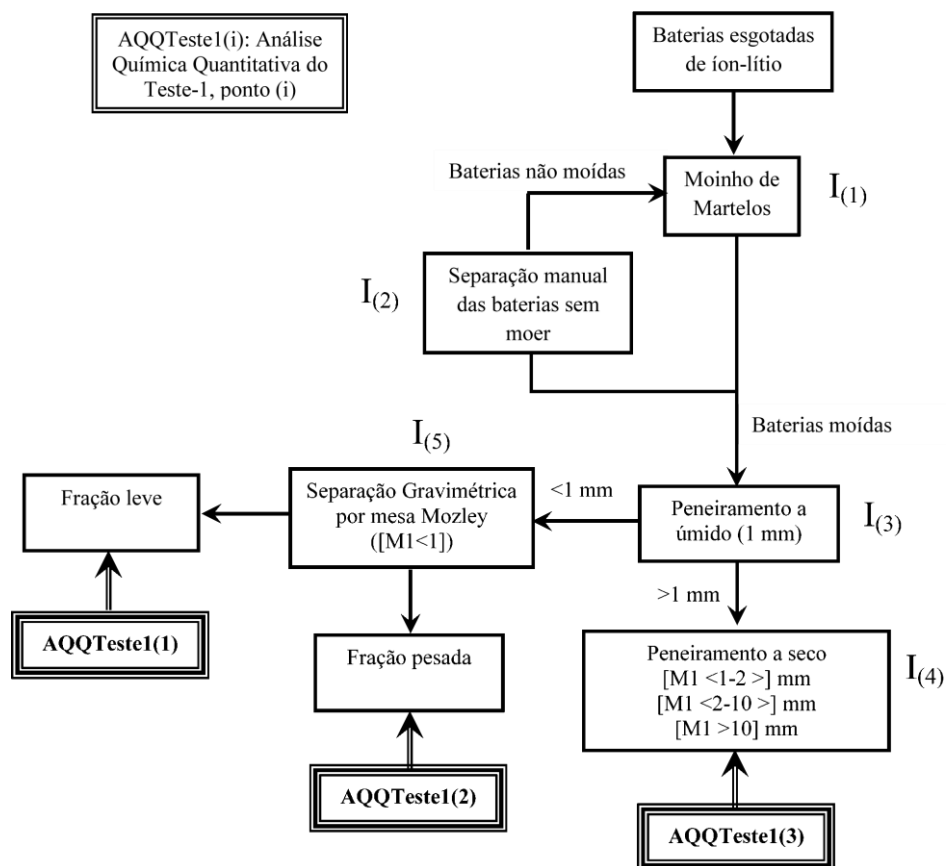 AQQTeste1(i): Análise
Química Quantitativa do
Teste-1, ponto (i)
Baterias esgotadas
de íon-lítio
Baterias não moídas
Moinho de
Martelos
I(1)
I(2)
Separação manual
das baterias sem
moer
Baterias moídas
I(5)
Fração leve
Separação Gravimétrica
por mesa Mozley
([M1<1])
<1 mm
Peneiramento a
úmido (1 mm)
I(3)
>1 mm
AQQTeste1(1)
Fração pesada
Peneiramento a seco
[M1 <1-2 >] mm
[M1 <2-10 >] mm
[M1 >10] mm
I(4)
AQQTeste1(2)
AQQTeste1(3)